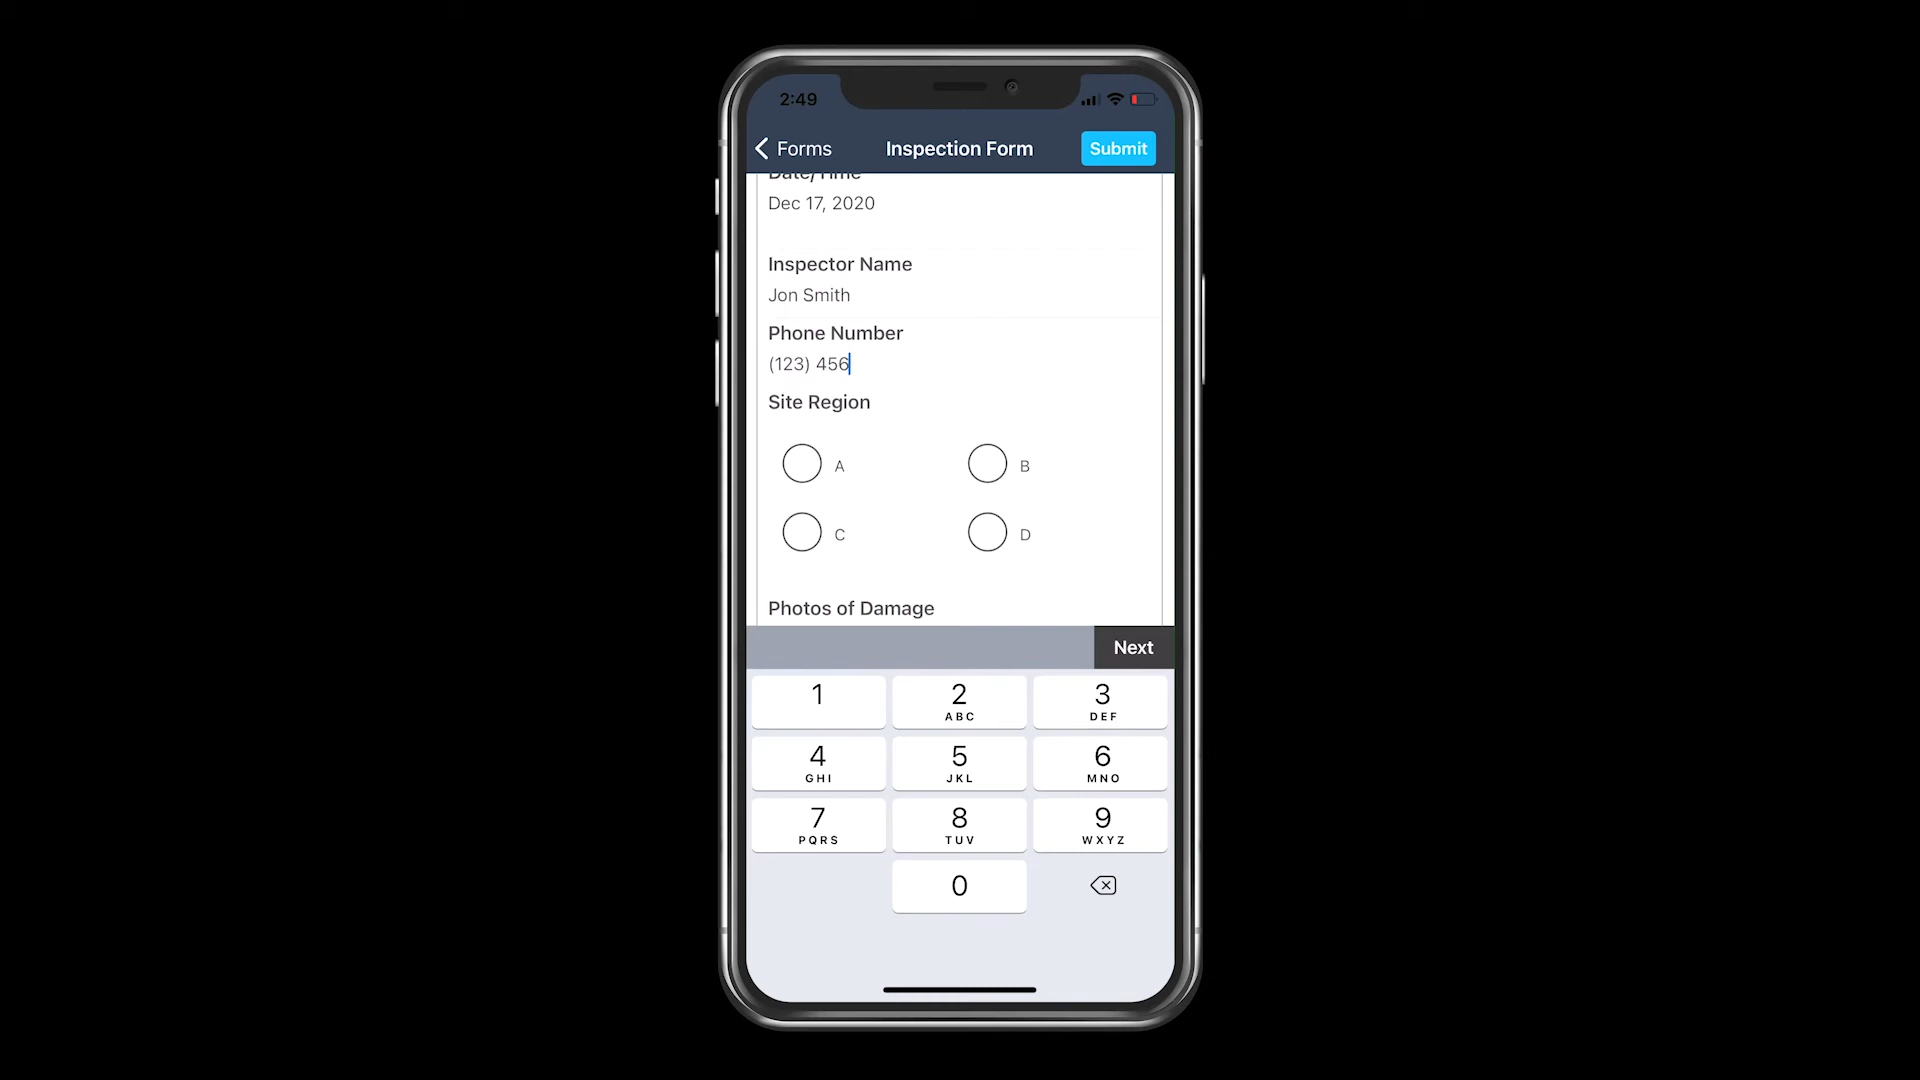 2:49
Forms Inspection Form Submit
Date/Time
Dec 17, 2020
Inspector Name
Jon Smith
Phone Number
(123) 456
Site Region
A B
C D
Photos of Damage
Next
1 2 3
ABC DEF
4 5 6
GHI JKL MNO
7 8 9
PQRS TUV WXYZ
0